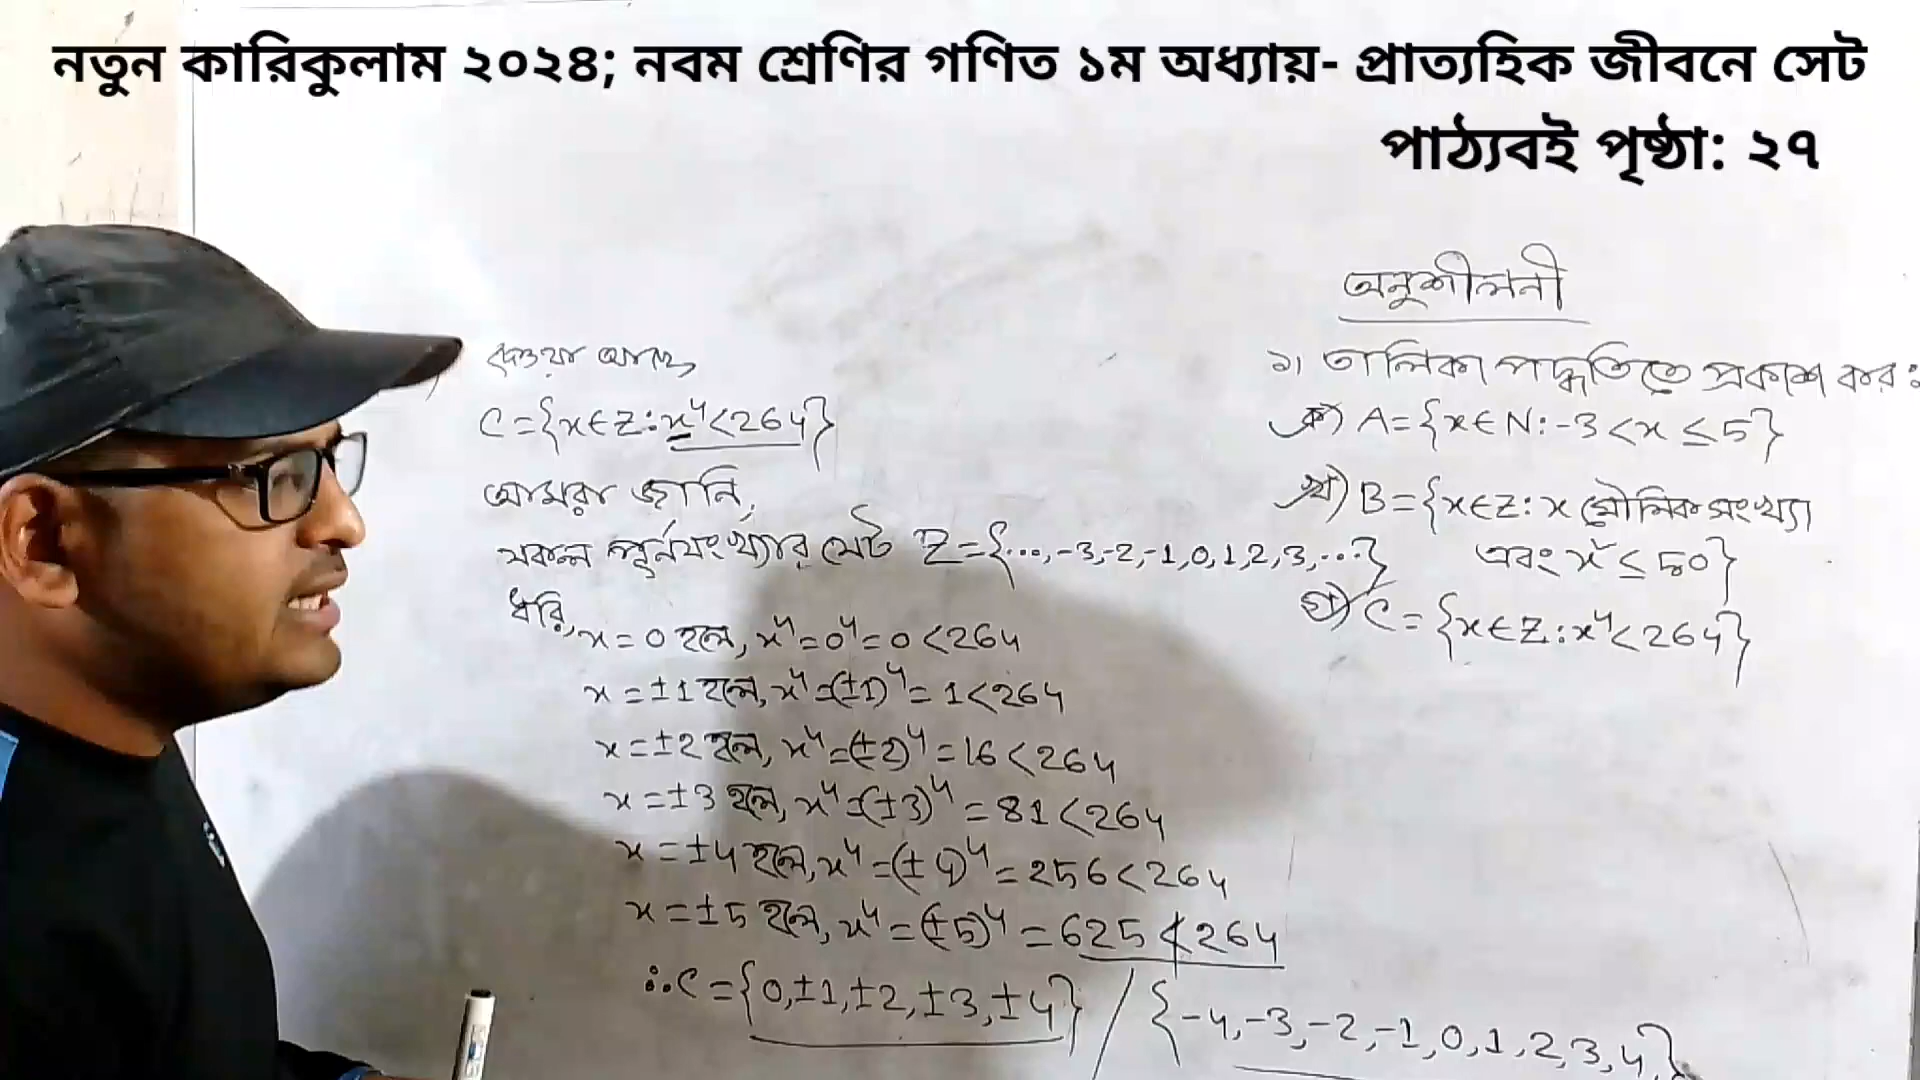 নতুন কারিকুলাম ২০২৪; নবম শ্রেণির গণিত ১ম অধ্যায়- প্রাত্যহিক জীবনে সেট
পাঠ্যবই পৃষ্ঠা: ২৭
অনুশীলনী
১। তালিকা পদ্ধতিতে প্রকাশ কর:
ক) A={x∈N:-3<x≤5}
খ) B={x∈Z: x মৌলিক সংখ্যা
এবং x²≤50}
গ) C={x∈Z:x⁴<264}
দেওয়া আছে,
C={x∈Z:x⁴<264}
আমরা জানি,
সকল পূর্নসংখ্যার সেট Z={...,-3,-2,-1,0,1,2,3,...}
ধরি,
x=0 হলে, x⁴=0⁴=0<264
x=±1 হলে, x⁴=(±1)⁴=1<264
x=±2 হলে, x⁴=(±2)⁴=16<264
x=±3 হলে, x⁴=(±3)⁴=81<264
x=±4 হলে, x⁴=(±4)⁴=256<264
x=±5 হলে, x⁴=(±5)⁴=625≮264
∴C={0,±1,±2,±3,±4} / {-4,-3,-2,-1,0,1,2,3,4}